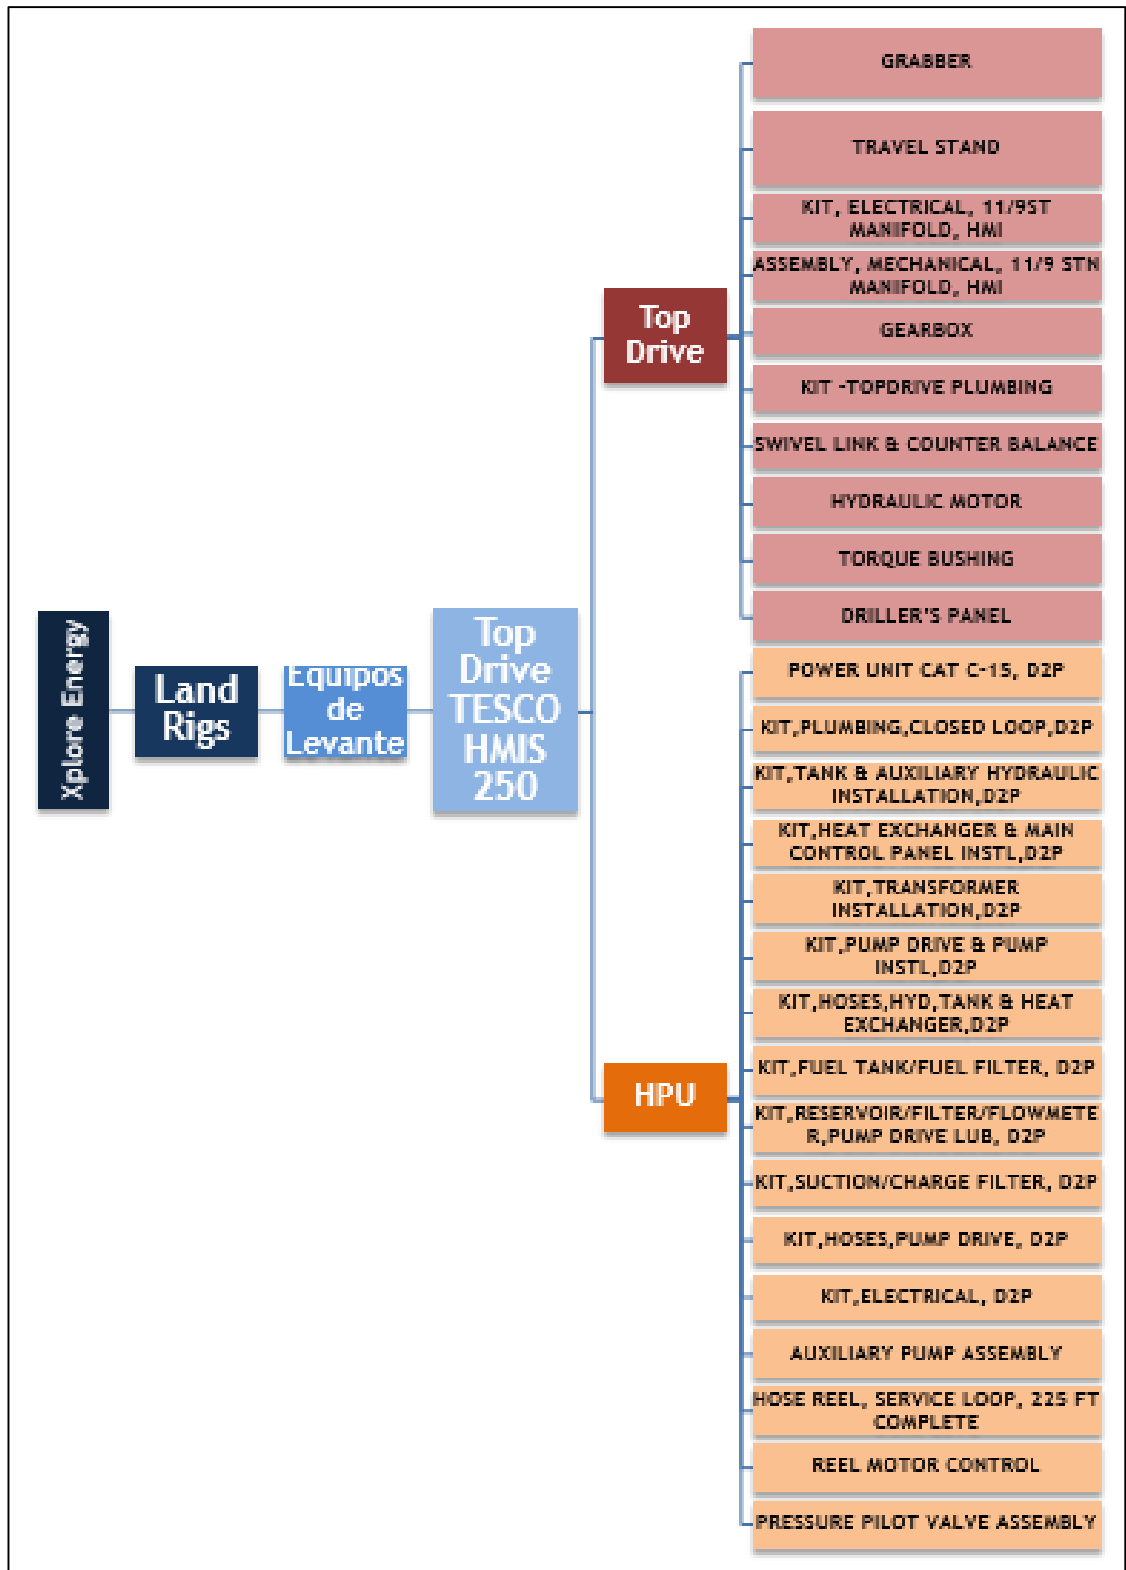 Xplore Energy
Land
Rigs
Equipos
de
Levante
Top
Drive
TESCO
HMIS
250
Top
Drive
GRABBER
TRAVEL STAND
KIT, ELECTRICAL, 11/9ST
MANIFOLD, HMI
ASSEMBLY, MECHANICAL, 11/9 STN
MANIFOLD, HMI
GEARBOX
KIT -TOPDRIVE PLUMBING
SWIVEL LINK & COUNTER BALANCE
HYDRAULIC MOTOR
TORQUE BUSHING
DRILLER'S PANEL
HPU
POWER UNIT CAT C-15, D2P
KIT,PLUMBING,CLOSED LOOP,D2P
KIT,TANK & AUXILIARY HYDRAULIC
INSTALLATION,D2P
KIT,HEAT EXCHANGER & MAIN
CONTROL PANEL INSTL,D2P
KIT,TRANSFORMER
INSTALLATION,D2P
KIT,PUMP DRIVE & PUMP
INSTL,D2P
KIT,HOSES,HYD,TANK & HEAT
EXCHANGER,D2P
KIT,FUEL TANK/FUEL FILTER, D2P
KIT,RESERVOIR/FILTER/FLOWMETE
R,PUMP DRIVE LUB, D2P
KIT,SUCTION/CHARGE FILTER, D2P
KIT,HOSES,PUMP DRIVE, D2P
KIT,ELECTRICAL, D2P
AUXILIARY PUMP ASSEMBLY
HOSE REEL, SERVICE LOOP, 225 FT
COMPLETE
REEL MOTOR CONTROL
PRESSURE PILOT VALVE ASSEMBLY